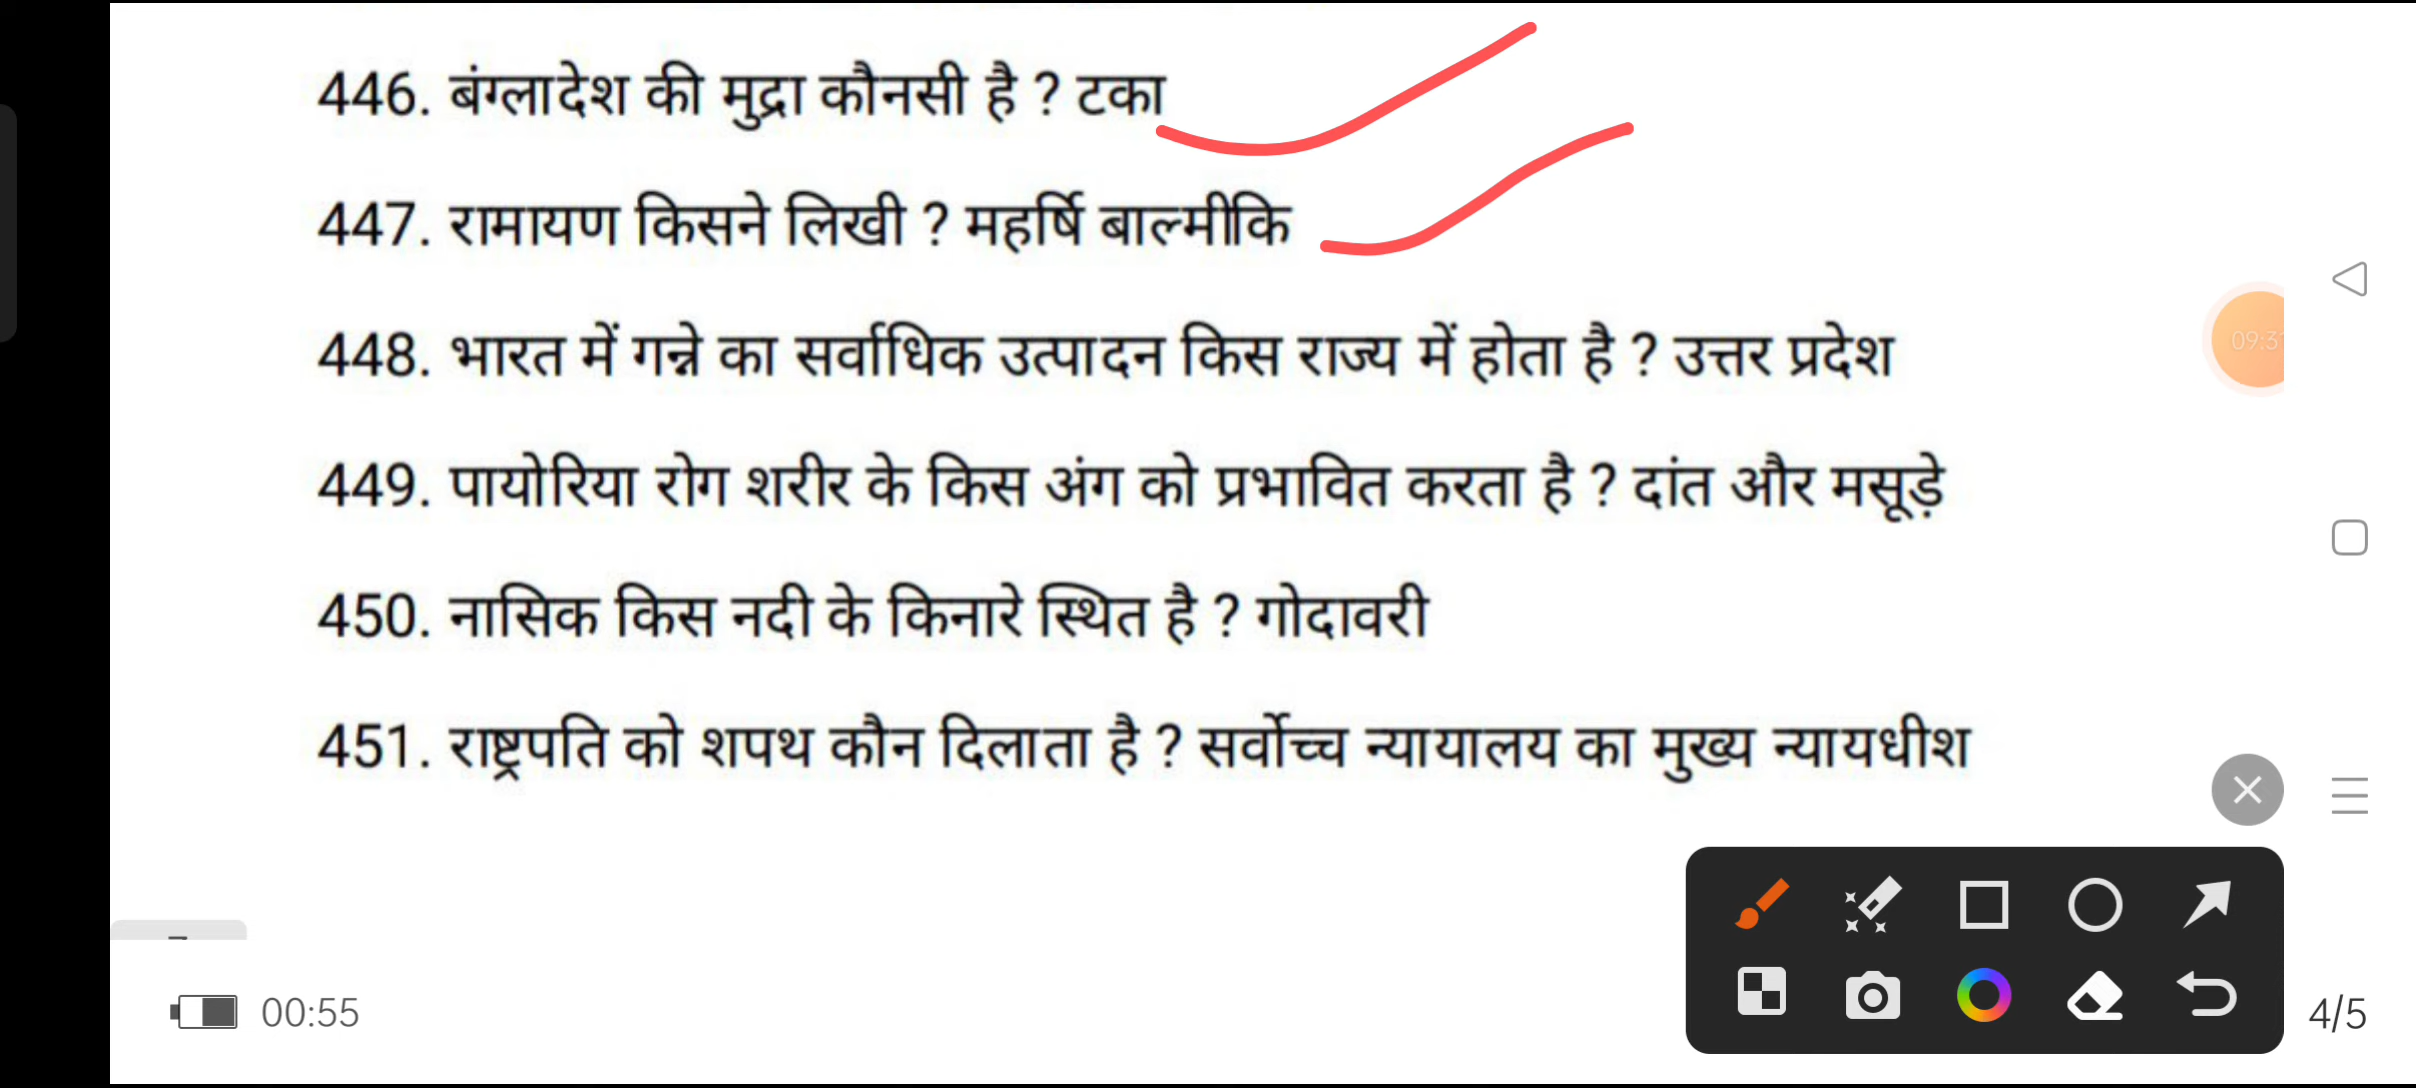 446. बंग्लादेश की मुद्रा कौनसी है ? टका
447. रामायण किसने लिखी ? महर्षि बाल्मीकि
448. भारत में गन्ने का सर्वाधिक उत्पादन किस राज्य में होता है ? उत्तर प्रदेश
449. पायोरिया रोग शरीर के किस अंग को प्रभावित करता है ? दांत और मसूड़े
450. नासिक किस नदी के किनारे स्थित है ? गोदावरी
451. राष्ट्रपति को शपथ कौन दिलाता है ? सर्वोच्च न्यायालय का मुख्य न्यायधीश
00:55
4/5